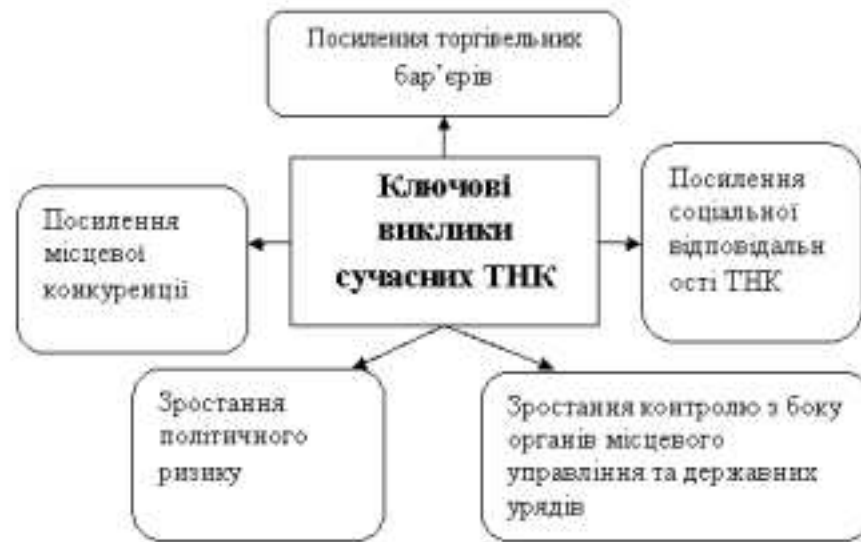 Посилення торгівельних
бар’єрів
Ключові
виклики
сучасних ТНК
Посилення
місцевої
конкуренції
Посилення
соціальної
відповідальн
ості ТНК
Зростання
політичного
ризику
Зростання контролю з боку
органів місцевого
управління та державних
урядів